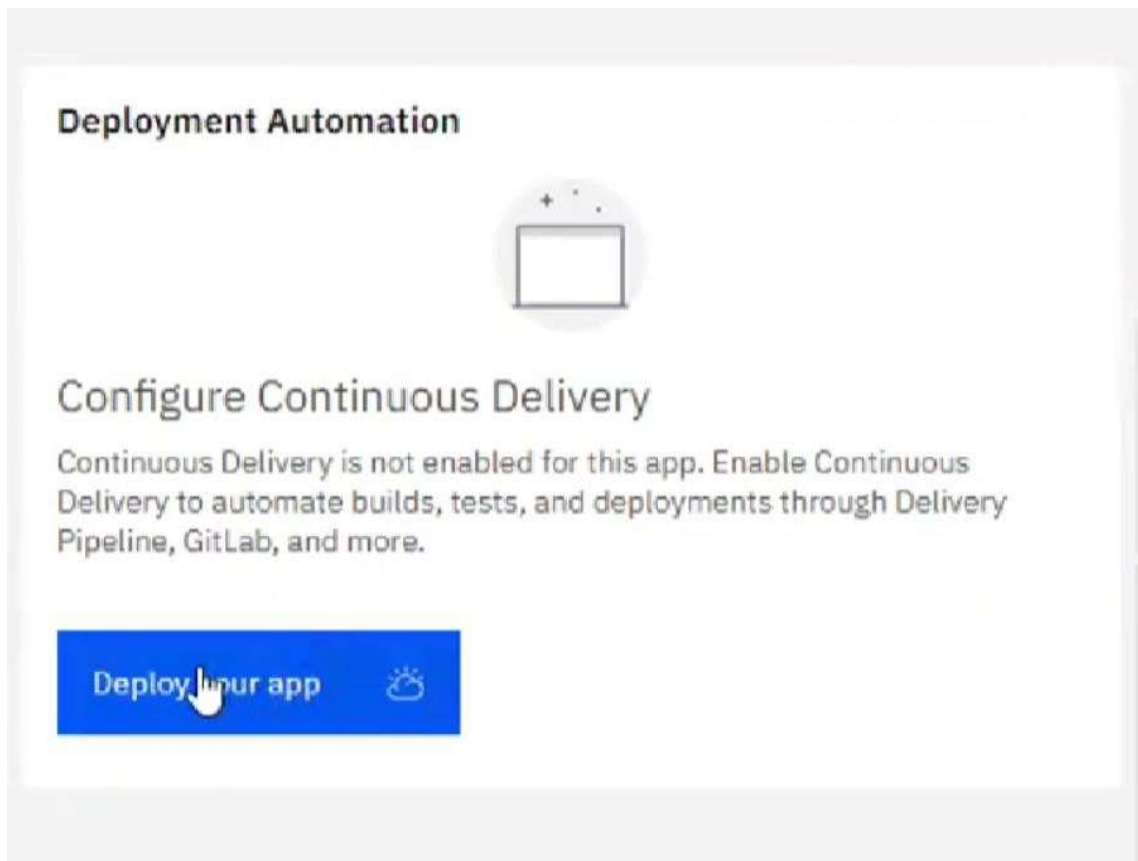 Deployment Automation
Configure Continuous Delivery
Continuous Delivery is not enabled for this app. Enable Continuous
Delivery to automate builds, tests, and deployments through Delivery
Pipeline, GitLab, and more.
Deploy your app